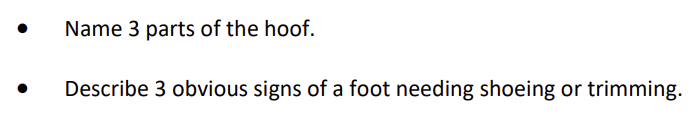 • Name 3 parts of the hoof.
• Describe 3 obvious signs of a foot needing shoeing or trimming.